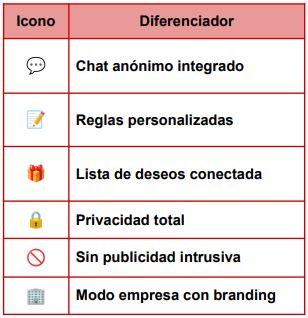 Icono Diferenciador
💬 Chat anónimo integrado
📝 Reglas personalizadas
🎁 Lista de deseos conectada
🔒 Privacidad total
🚫 Sin publicidad intrusiva
🏢 Modo empresa con branding